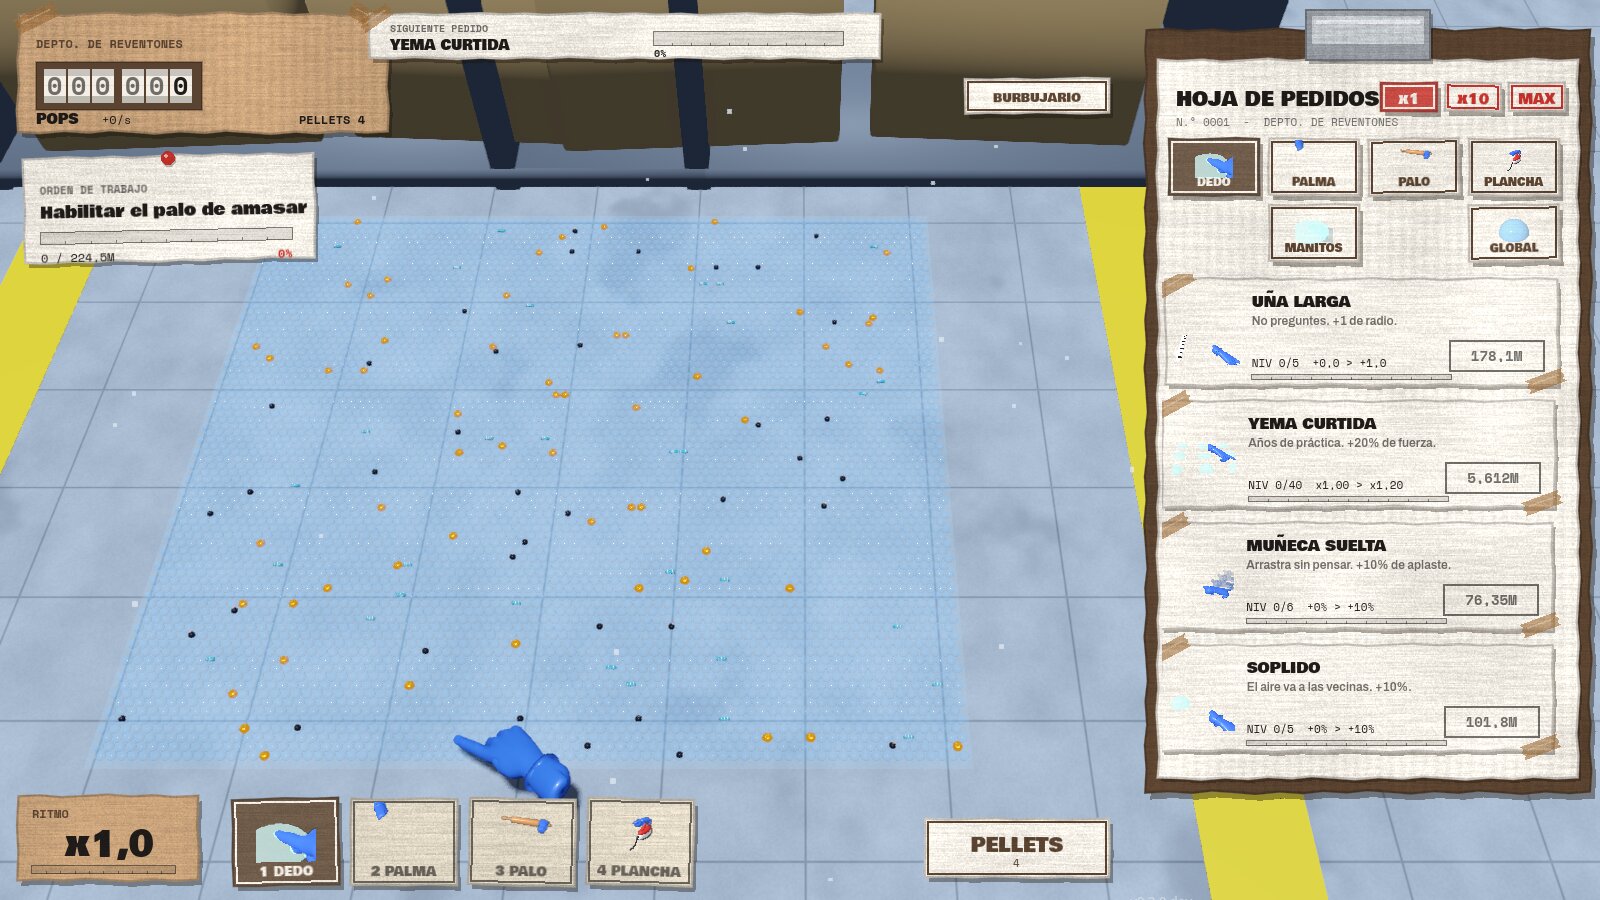 DEPTO. DE REVENTONES
000 000
POPS +0/s PELLETS 4
SIGUIENTE PEDIDO
YEMA CURTIDA
0%
BURBUJARIO
ORDEN DE TRABAJO
Habilitar el palo de amasar
0 / 224,5M 0%
HOJA DE PEDIDOS x1 x10 MAX
N.° 0001 - DEPTO. DE REVENTONES
DEDO PALMA PALO PLANCHA
MANITOS GLOBAL
UÑA LARGA
No preguntes. +1 de radio.
NIV 0/5 +0,0 > +1,0
178,1M
YEMA CURTIDA
Años de práctica. +20% de fuerza.
NIV 0/40 x1,00 > x1,20
5,612M
MUÑECA SUELTA
Arrastra sin pensar. +10% de aplaste.
NIV 0/6 +0% > +10%
76,35M
SOPLIDO
El aire va a las vecinas. +10%.
NIV 0/5 +0% > +10%
101,8M
RITMO
x1,0
1 DEDO 2 PALMA 3 PALO 4 PLANCHA
PELLETS
4